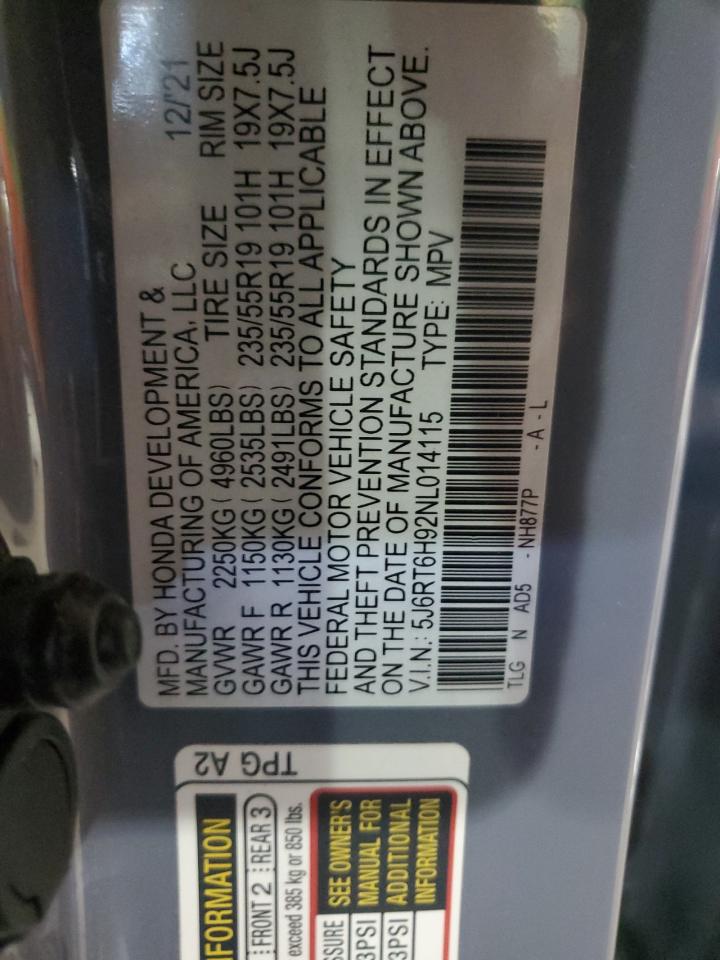 MFD. BY HONDA DEVELOPMENT & 12/'21
MANUFACTURING OF AMERICA, LLC
GVWR 2250KG ( 4960LBS) TIRE SIZE RIM SIZE
GAWR F 1150KG ( 2535LBS) 235/55R19 101H 19X7.5J
GAWR R 1130KG ( 2491LBS) 235/55R19 101H 19X7.5J
THIS VEHICLE CONFORMS TO ALL APPLICABLE
FEDERAL MOTOR VEHICLE SAFETY
AND THEFT PREVENTION STANDARDS IN EFFECT
ON THE DATE OF MANUFACTURE SHOWN ABOVE.
V.I.N.: 5J6RT6H92NL014115 TYPE: MPV
TLG N AD5 - NH877P - A - L
TPG A2
FRONT 2 REAR 3
exceed 385 kg or 850 lbs.
SEE OWNER'S
MANUAL FOR
ADDITIONAL
INFORMATION